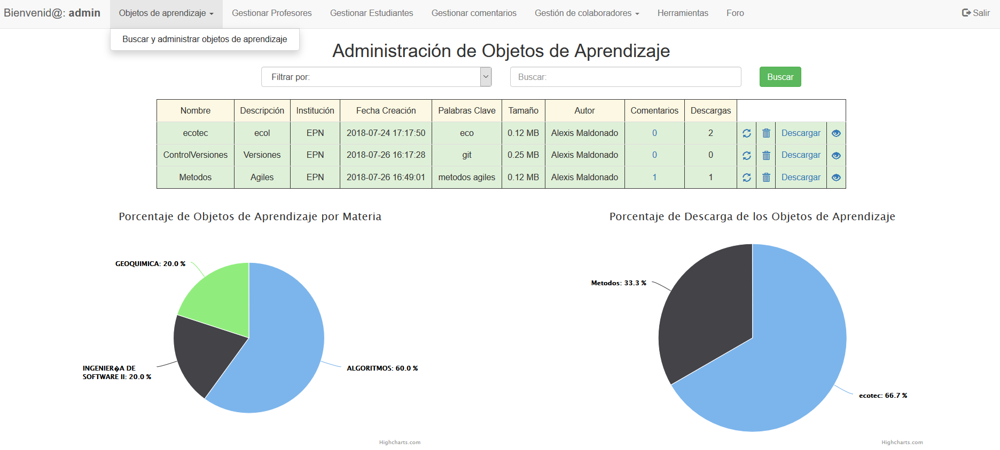 Bienvenid@: admin Objetos de aprendizaje Gestionar Profesores Gestionar Estudiantes Gestionar comentarios Gestión de colaboradores Herramientas Foro Salir
Buscar y administrar objetos de aprendizaje
Administración de Objetos de Aprendizaje
Filtrar por: Buscar: Buscar
Nombre Descripción Institución Fecha Creación Palabras Clave Tamaño Autor Comentarios Descargas
ecotec ecol EPN 2018-07-24 17:17:50 eco 0.12 MB Alexis Maldonado 0 2 Descargar
ControlVersiones Versiones EPN 2018-07-26 16:17:28 git 0.25 MB Alexis Maldonado 0 0 Descargar
Metodos Agiles EPN 2018-07-26 16:49:01 metodos agiles 0.12 MB Alexis Maldonado 1 1 Descargar
Porcentaje de Objetos de Aprendizaje por Materia
GEOQUIMICA: 20.0 %
INGENIER�A DE
SOFTWARE II: 20.0 %
ALGORITMOS: 60.0 %
Highcharts.com
Porcentaje de Descarga de los Objetos de Aprendizaje
Metodos: 33.3 %
ecotec: 66.7 %
Highcharts.com